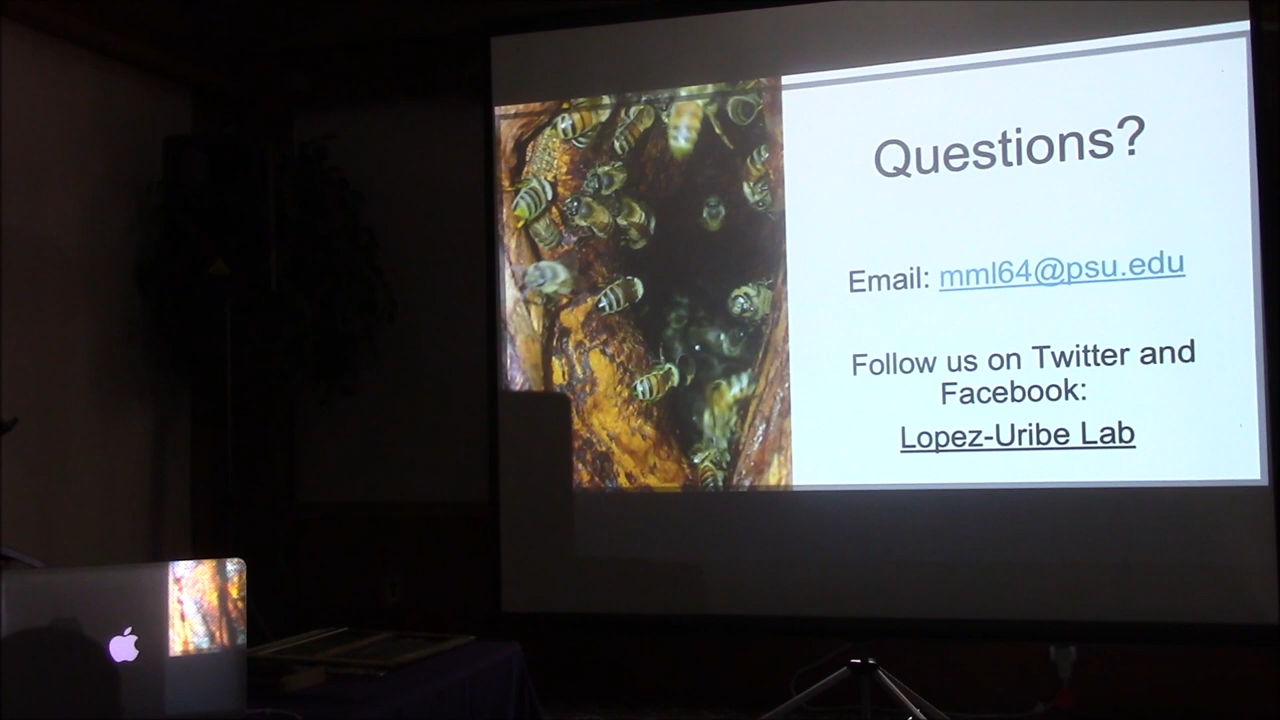 Questions?
Email: mml64@psu.edu
Follow us on Twitter and
Facebook:
Lopez-Uribe Lab